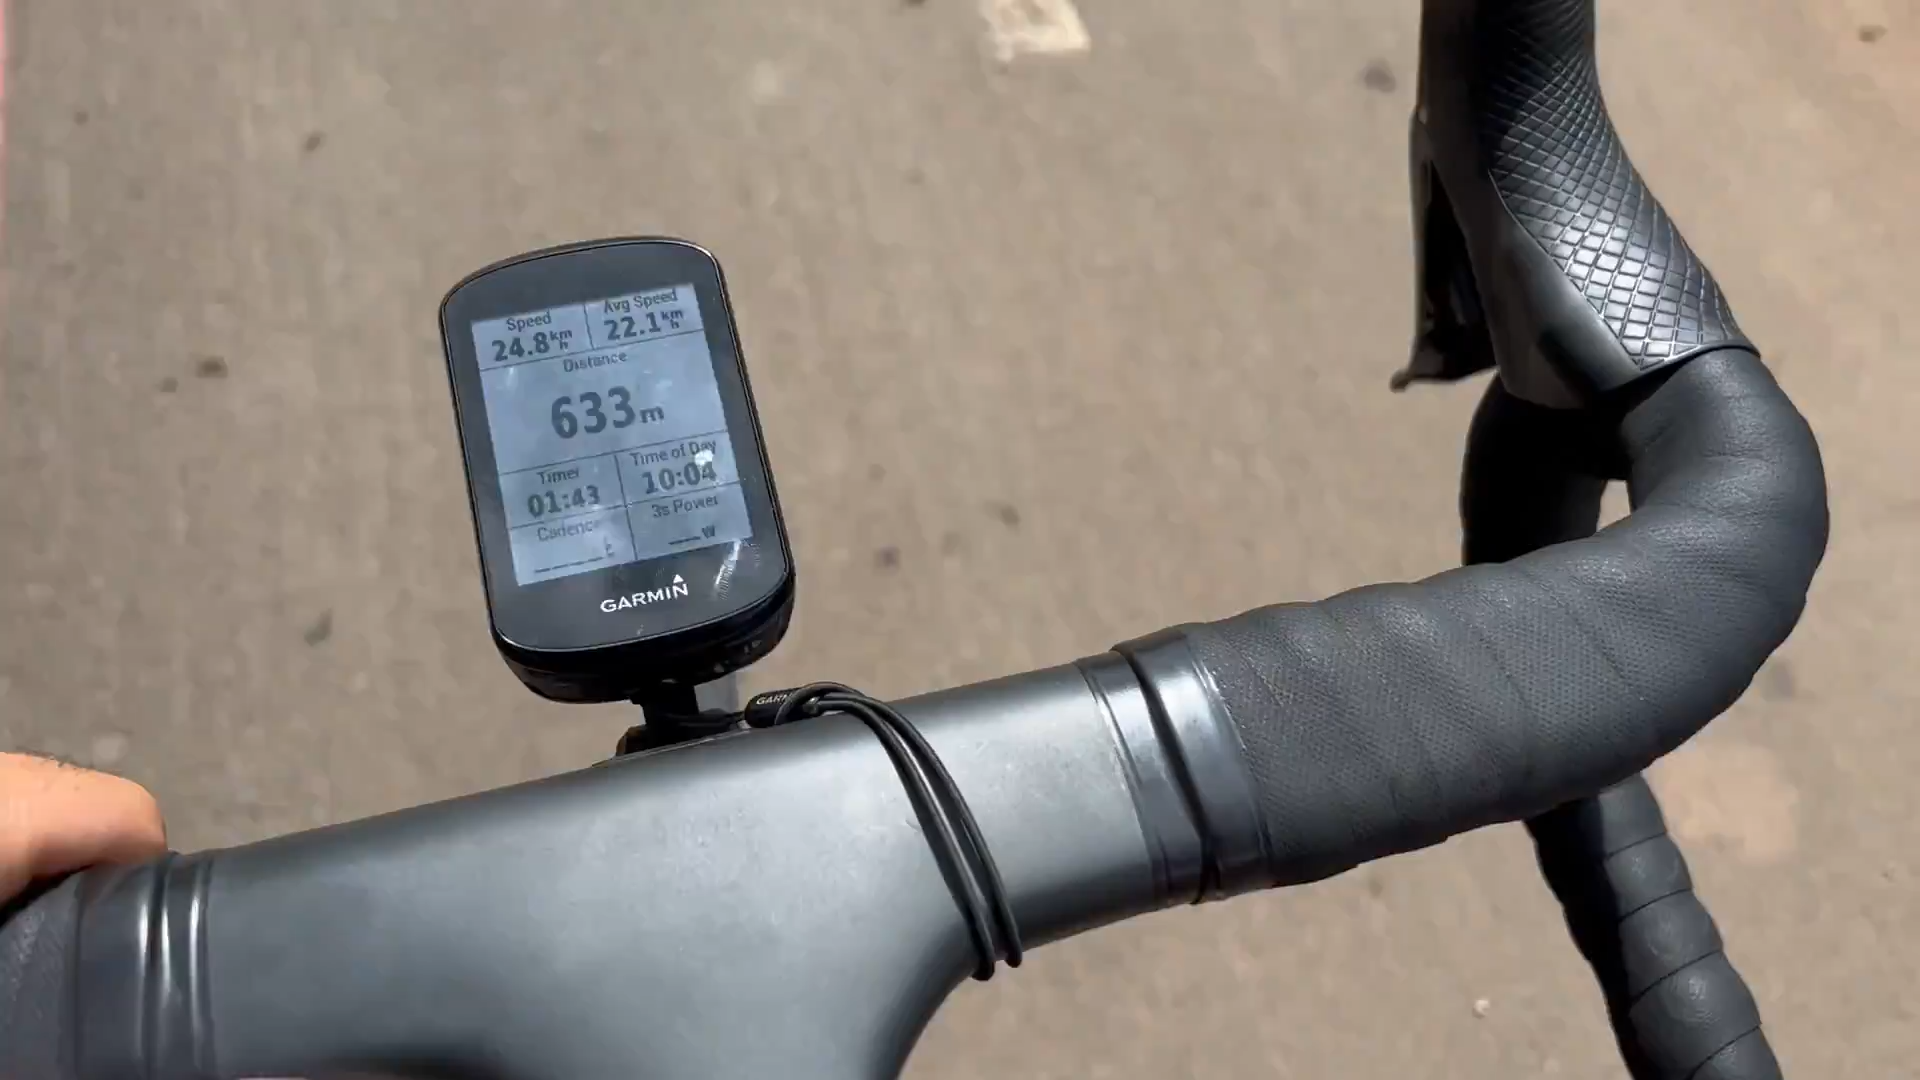 Speed
24.8 km/h
Avg Speed
22.1 km/h
Distance
633 m
Timer
01:43
Time of Day
10:04
Cadence
3s Power
W
GARMIN